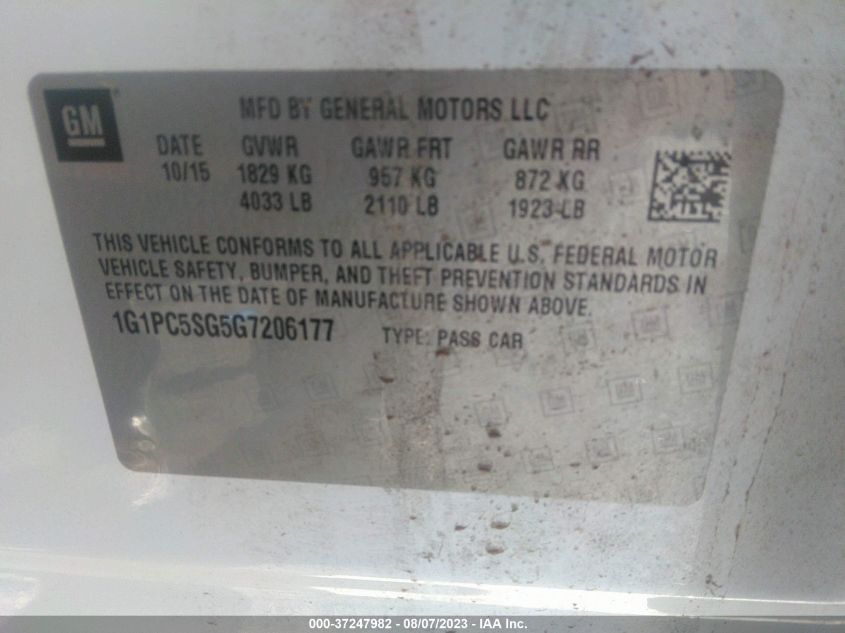 GM
MFD BY GENERAL MOTORS LLC
DATE GVWR GAWR FRT GAWR RR
10/15 1829 KG 957 KG 872 KG
4033 LB 2110 LB 1923 LB
THIS VEHICLE CONFORMS TO ALL APPLICABLE U.S. FEDERAL MOTOR
VEHICLE SAFETY, BUMPER, AND THEFT PREVENTION STANDARDS IN
EFFECT ON THE DATE OF MANUFACTURE SHOWN ABOVE.
1G1PC5SG5G7206177 TYPE: PASS CAR
000-37247982 - 08/07/2023 - IAA Inc.